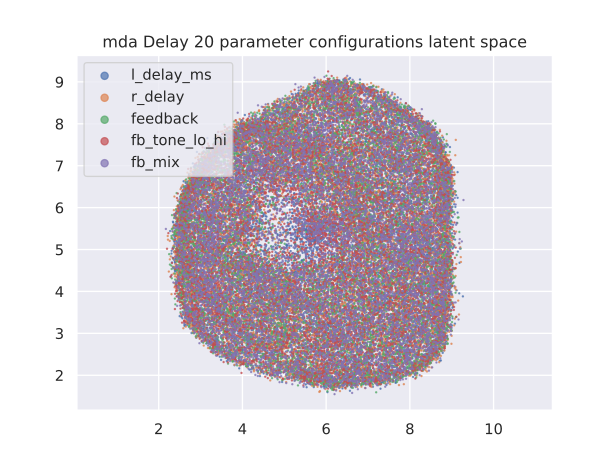 mda Delay 20 parameter configurations latent space
l_delay_ms
r_delay
feedback
fb_tone_lo_hi
fb_mix
9
8
7
6
5
4
3
2
2 4 6 8 10